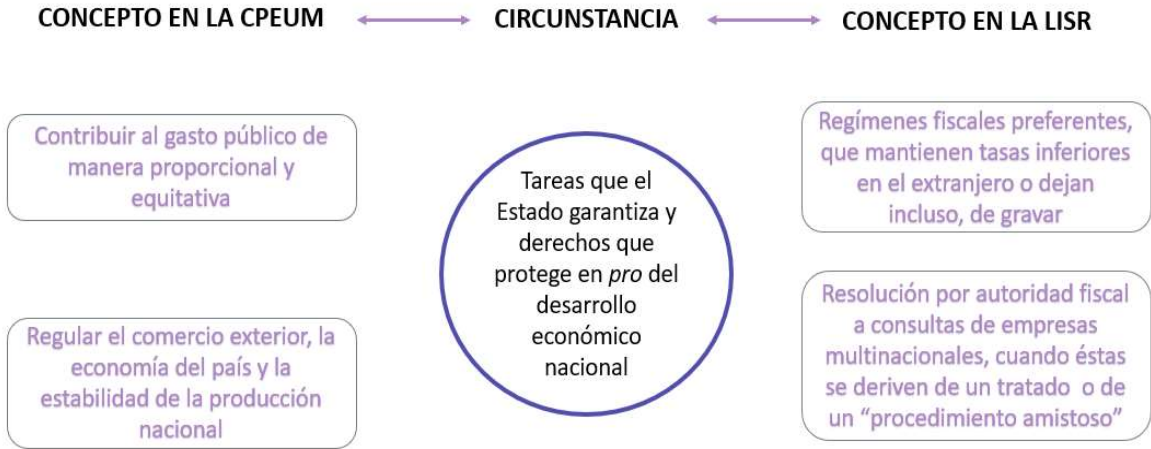 CONCEPTO EN LA CPEUM
CIRCUNSTANCIA
CONCEPTO EN LA LISR
Contribuir al gasto público de
manera proporcional y
equitativa
Regular el comercio exterior, la
economía del país y la
estabilidad de la producción
nacional
Tareas que el
Estado garantiza y
derechos que
protege en pro del
desarrollo
económico
nacional
Regímenes fiscales preferentes,
que mantienen tasas inferiores
en el extranjero o dejan
incluso, de gravar
Resolución por autoridad fiscal
a consultas de empresas
multinacionales, cuando éstas
se deriven de un tratado o de
un “procedimiento amistoso”